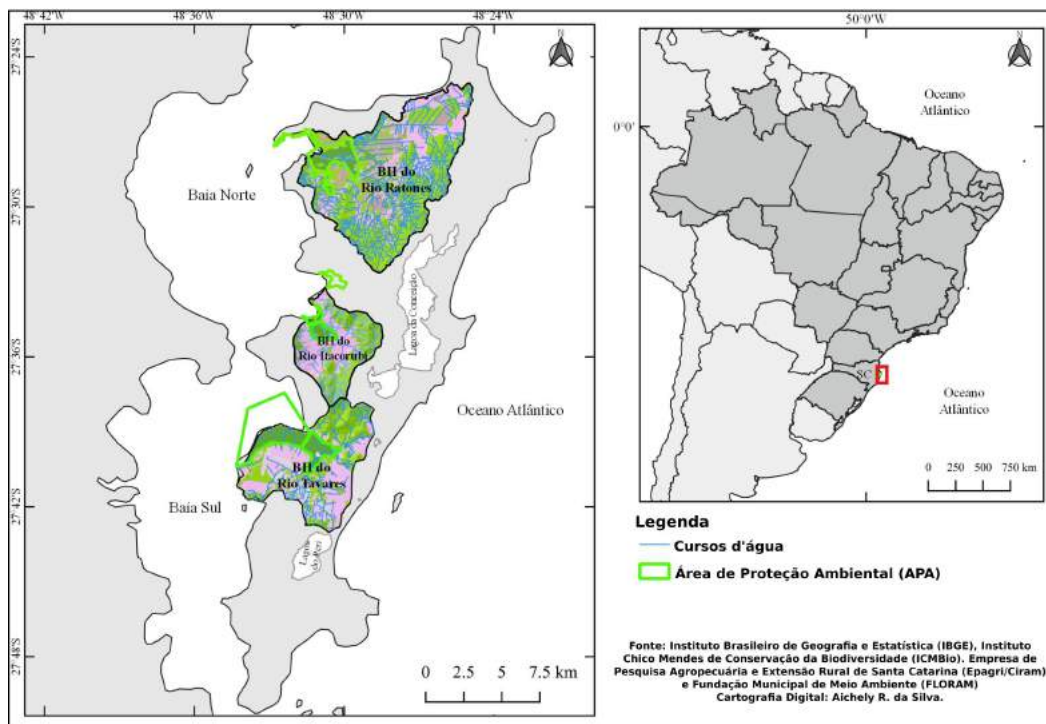 48°42'W
48°36'W
48°30'W
48°24'W
27°24'S
27°30'S
27°36'S
27°42'S
27°48'S
N
BH do
Rio Ratones
Baia Norte
Lagoa da Conceição
BH do
Rio Itacorubi
Oceano Atlântico
BH do
Rio Tavares
Baía Sul
Lagoa
do Peri
0 2.5 5 7.5 km
50°0'W
N
Oceano
Atlântico
0°0'
SC
Oceano
Atlântico
0 250 500 750 km
Legenda
Cursos d'água
Área de Proteção Ambiental (APA)
Fonte: Instituto Brasileiro de Geografia e Estatística (IBGE), Instituto
Chico Mendes de Conservação da Biodiversidade (ICMBio). Empresa de
Pesquisa Agropecuária e Extensão Rural de Santa Catarina (Epagri/Ciram)
e Fundação Municipal de Meio Ambiente (FLORAM)
Cartografia Digital: Aichely R. da Silva.